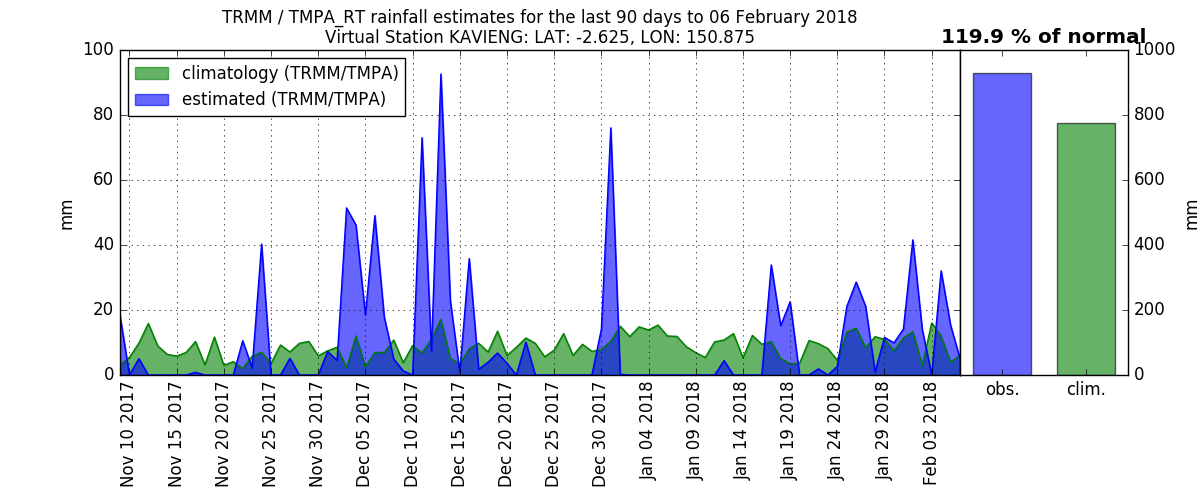 TRMM / TMPA_RT rainfall estimates for the last 90 days to 06 February 2018
Virtual Station KAVIENG: LAT: -2.625, LON: 150.875
119.9 % of normal
climatology (TRMM/TMPA)
estimated (TRMM/TMPA)
100
80
60
40
20
0
mm
1000
800
600
400
200
0
mm
Nov 10 2017
Nov 15 2017
Nov 20 2017
Nov 25 2017
Nov 30 2017
Dec 05 2017
Dec 10 2017
Dec 15 2017
Dec 20 2017
Dec 25 2017
Dec 30 2017
Jan 04 2018
Jan 09 2018
Jan 14 2018
Jan 19 2018
Jan 24 2018
Jan 29 2018
Feb 03 2018
obs.
clim.